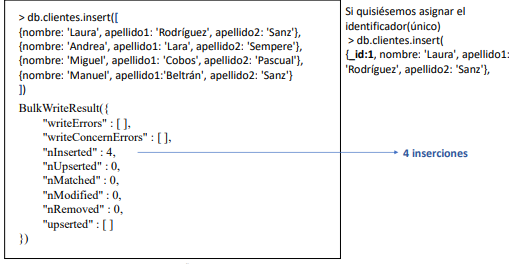 > db.clientes.insert([
{nombre: 'Laura', apellido1: 'Rodríguez', apellido2: 'Sanz'},
{nombre: 'Andrea', apellido1: 'Lara', apellido2: 'Sempere'},
{nombre: 'Miguel', apellido1: 'Cobos', apellido2: 'Pascual'},
{nombre: 'Manuel', apellido1:'Beltrán', apellido2: 'Sanz'}
])
BulkWriteResult({
"writeErrors" : [ ],
"writeConcernErrors" : [ ],
"nInserted" : 4,
"nUpserted" : 0,
"nMatched" : 0,
"nModified" : 0,
"nRemoved" : 0,
"upserted" : [ ]
})
4 inserciones
Si quisiésemos asignar el
identificador(único)
> db.clientes.insert(
{_id:1, nombre: 'Laura', apellido1:
'Rodríguez', apellido2: 'Sanz'},